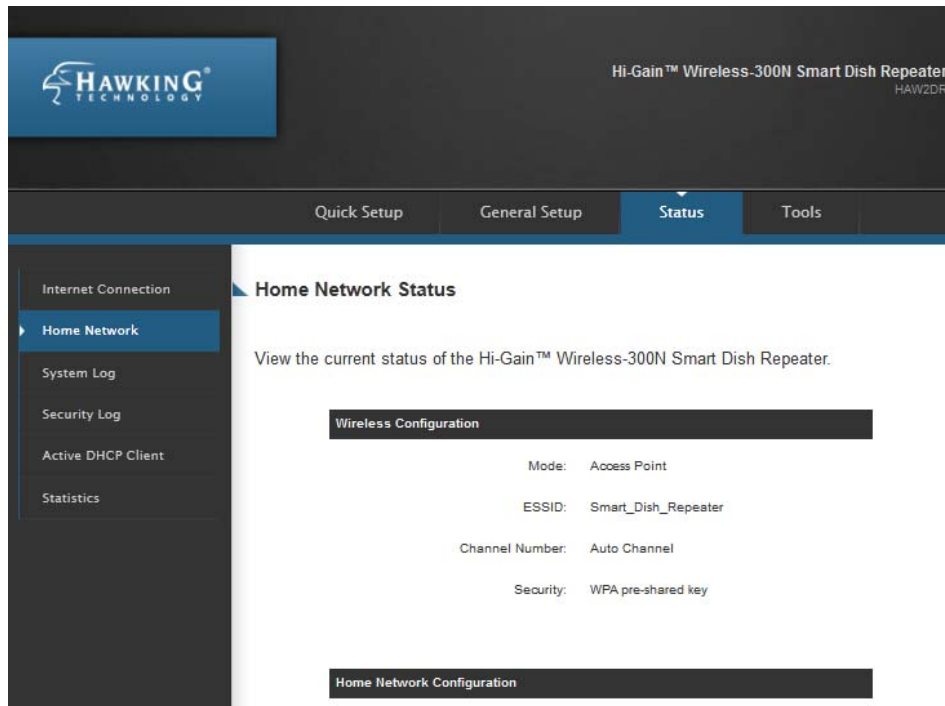 HAWKING®
TECHNOLOGY
Hi-Gain™ Wireless-300N Smart Dish Repeater
HAW2DR
Quick Setup General Setup Status Tools
Internet Connection
Home Network
System Log
Security Log
Active DHCP Client
Statistics
Home Network Status
View the current status of the Hi-Gain™ Wireless-300N Smart Dish Repeater.
Wireless Configuration
Mode: Access Point
ESSID: Smart_Dish_Repeater
Channel Number: Auto Channel
Security: WPA pre-shared key
Home Network Configuration